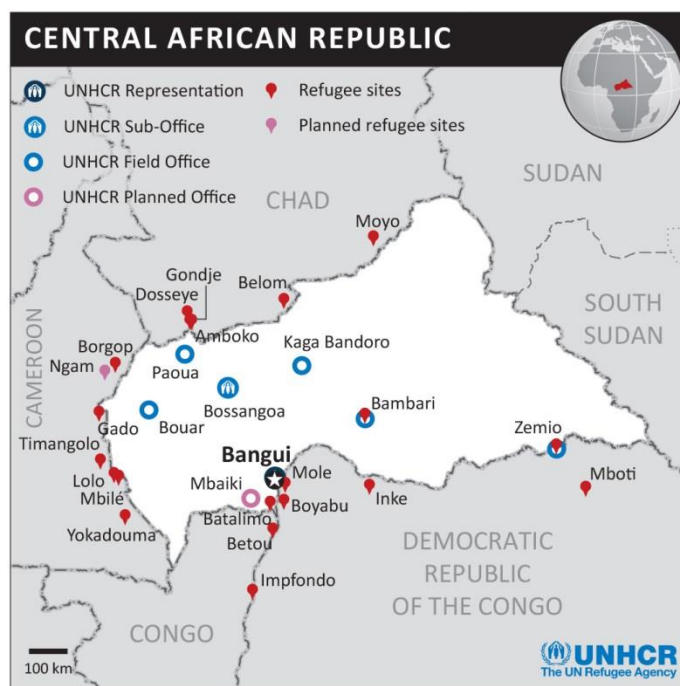 CENTRAL AFRICAN REPUBLIC
UNHCR Representation
Refugee sites
UNHCR Sub-Office
Planned refugee sites
UNHCR Field Office
UNHCR Planned Office
SUDAN
CHAD
Moyo
Gondje
Dosseye
Belom
SOUTH
SUDAN
CAMEROON
Amboko
Kaga Bandoro
Borgop
Ngam
Paoua
Bossangoa
Bambari
Gado
Bouar
Zemio
Timangolo
Bangui
Mole
Lolo
Mbaiki
Mboti
Mbilé
Boyabu
Inke
Batalimo
Yokadouma
Betou
DEMOCRATIC
REPUBLIC
OF THE CONGO
Impfondo
CONGO
100 km
UNHCR
The UN Refugee Agency